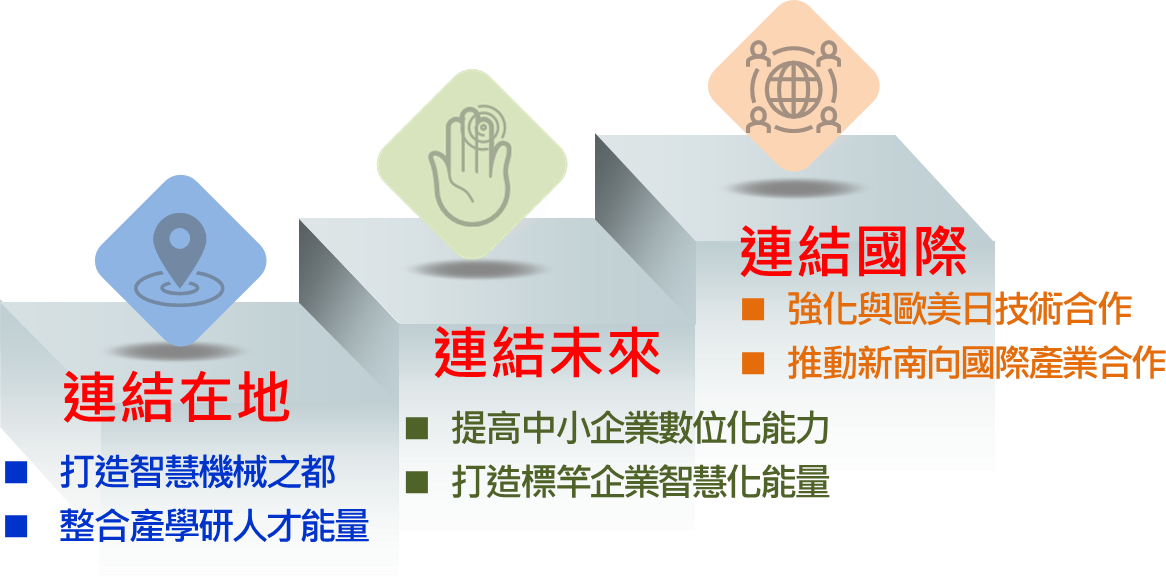 連結在地
■ 打造智慧機械之都
■ 整合產學研人才能量
連結未來
■ 提高中小企業數位化能力
■ 打造標竿企業智慧化能量
連結國際
■ 強化與歐美日技術合作
■ 推動新南向國際產業合作